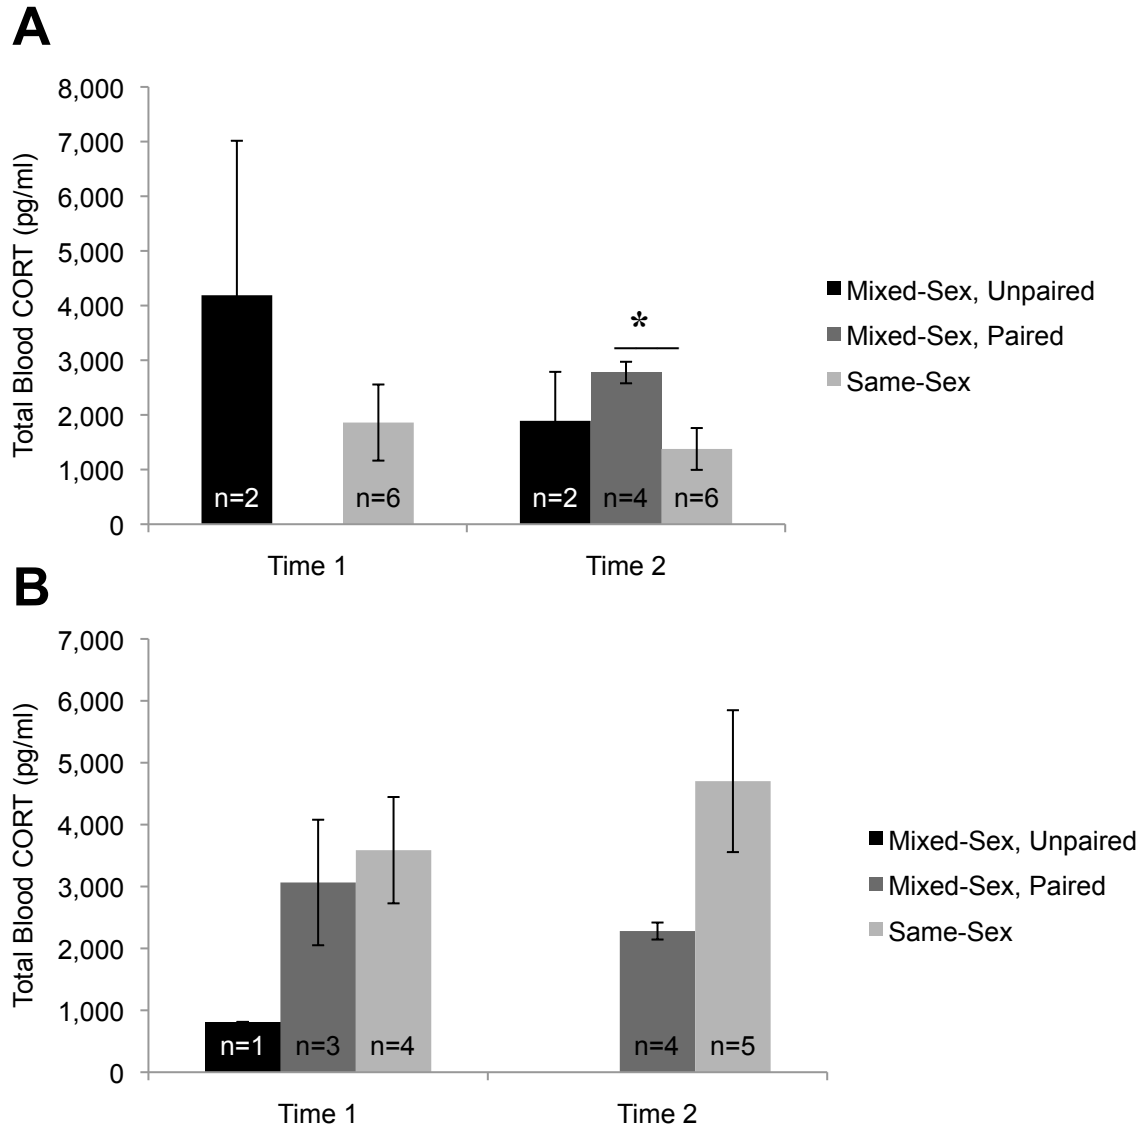 A
Total Blood CORT (pg/ml)
8,000
7,000
6,000
5,000
4,000
3,000
2,000
1,000
0
*
n=2
n=6
n=2
n=4
n=6
Time 1
Time 2
Mixed-Sex, Unpaired
Mixed-Sex, Paired
Same-Sex
B
Total Blood CORT (pg/ml)
7,000
6,000
5,000
4,000
3,000
2,000
1,000
0
n=1
n=3
n=4
n=4
n=5
Time 1
Time 2
Mixed-Sex, Unpaired
Mixed-Sex, Paired
Same-Sex